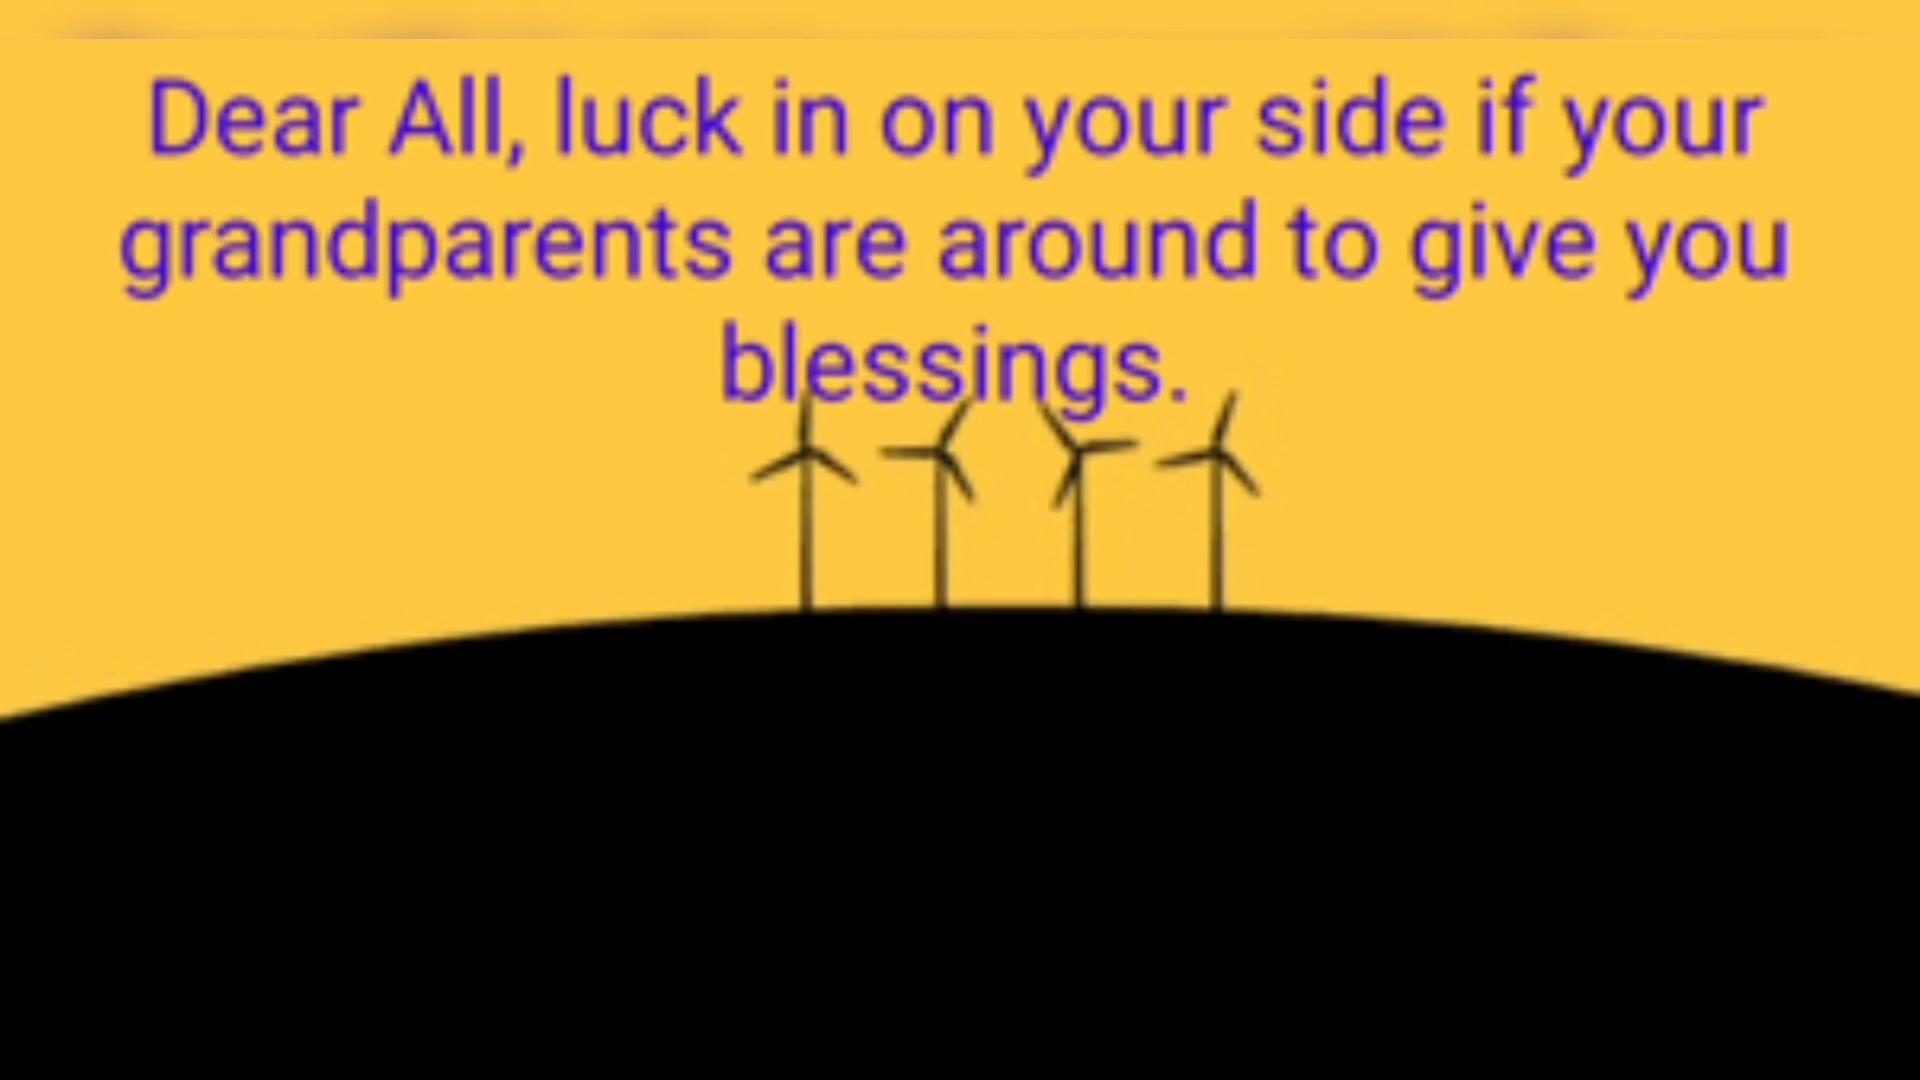 Dear All, luck in on your side if your
grandparents are around to give you
blessings.